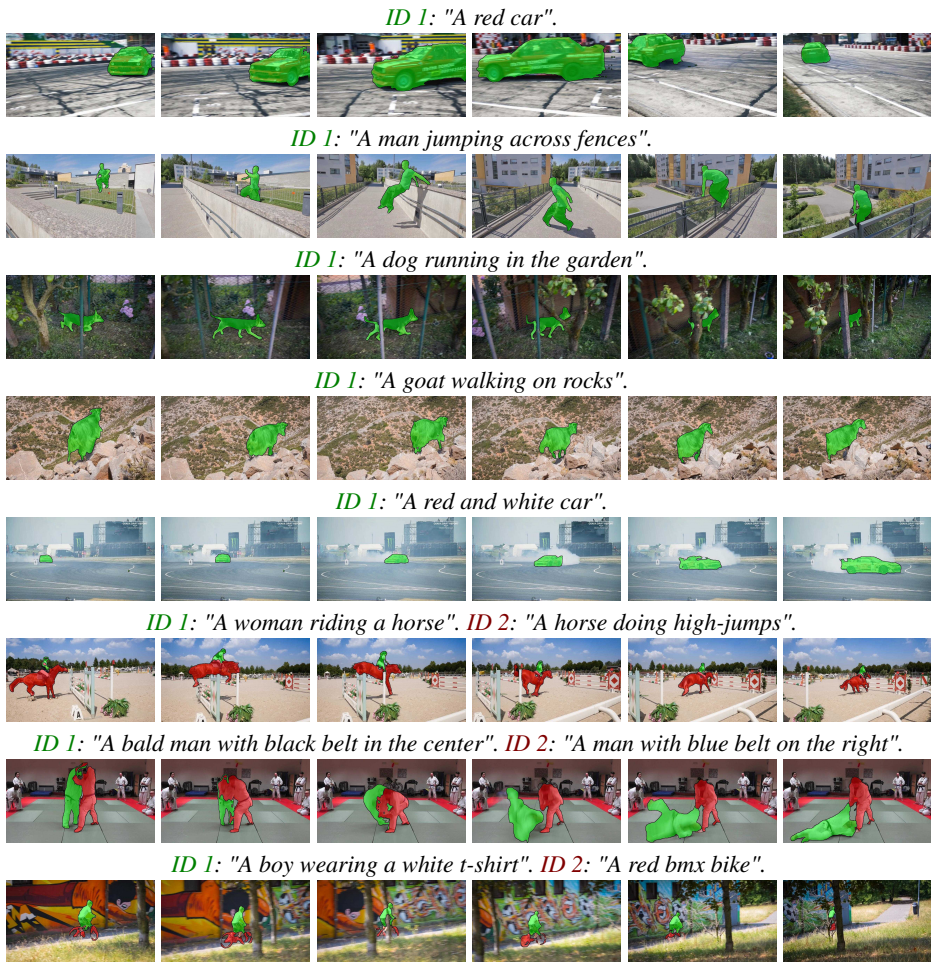 ID 1: "A red car".
ID 1: "A man jumping across fences".
ID 1: "A dog running in the garden".
ID 1: "A goat walking on rocks".
ID 1: "A red and white car".
ID 1: "A woman riding a horse". ID 2: "A horse doing high-jumps".
A
ID 1: "A bald man with black belt in the center". ID 2: "A man with blue belt on the right".
ID 1: "A boy wearing a white t-shirt". ID 2: "A red bmx bike".